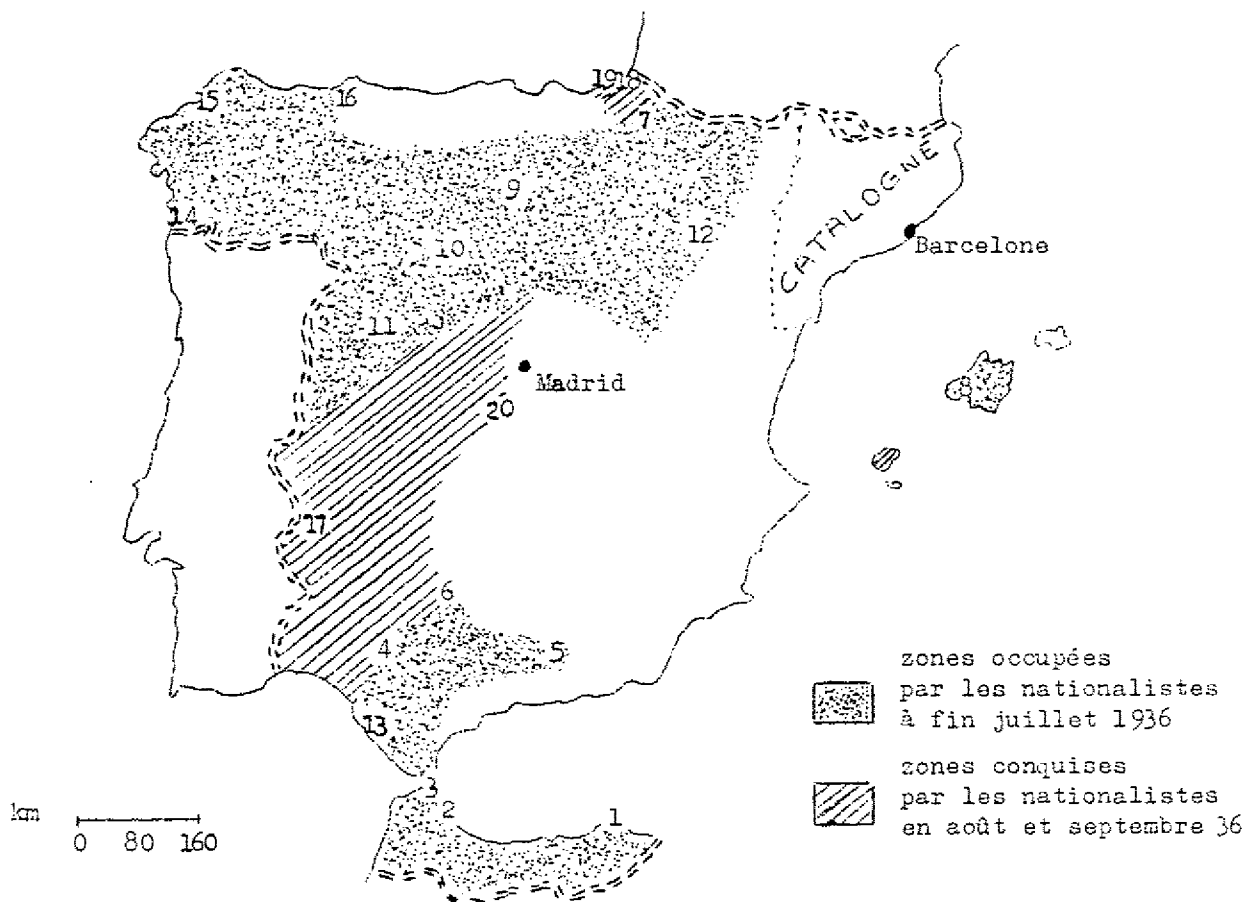 19 18
15
16
7
9
CATALOGNE
14
12
10
Barcelone
11
8
Madrid
20
17
6
4
5
zones occupées
par les nationalistes
à fin juillet 1936
13
3
zones conquises
par les nationalistes
en août et septembre 36
2
1
km
0 80 160